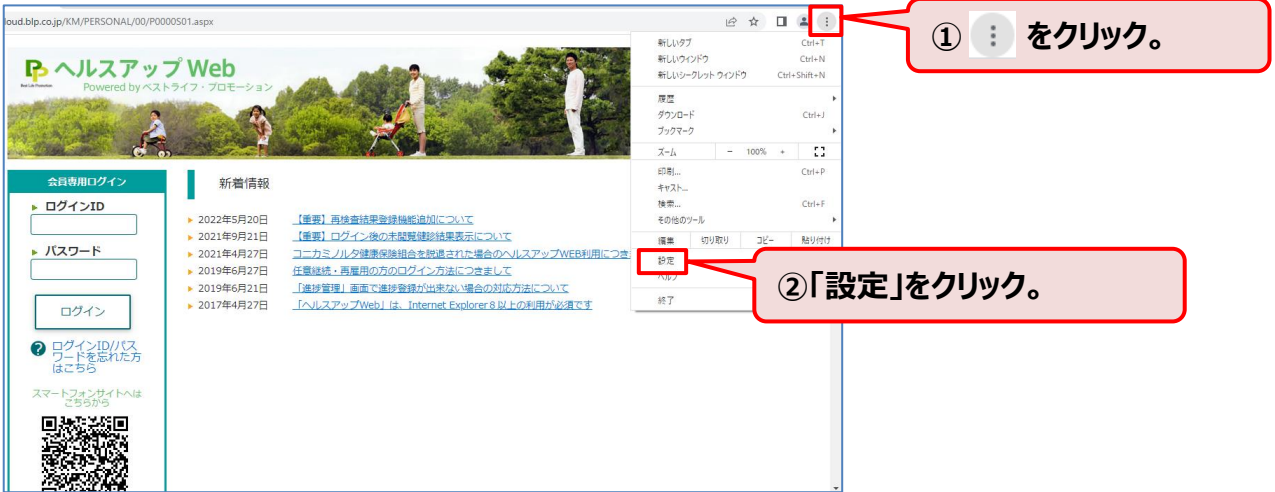 loud.blp.co.jp/KM/PERSONAL/00/P0000S01.aspx
① をクリック。
ヘルスアップ Web
Powered by ベストライフ・プロモーション
新しいタブ Ctrl+T
新しいウィンドウ Ctrl+N
新しいシークレット ウィンドウ Ctrl+Shift+N
履歴
ダウンロード Ctrl+J
ブックマーク
ズーム － 100% ＋
印刷... Ctrl+P
キャスト...
検索... Ctrl+F
その他のツール
編集 切り取り コピー 貼り付け
設定
ヘルプ
終了
②「設定」をクリック。
会員専用ログイン
ログインID
パスワード
ログイン
ログインID/パス
ワードを忘れた方
はこちら
スマートフォンサイトへは
こちらから
新着情報
2022年5月20日 【重要】再検査結果登録機能追加について
2021年9月21日 【重要】ログイン後の未閲覧健診結果表示について
2021年4月27日 コニカミノルタ健康保険組合を脱退された場合のヘルスアップWEB利用につき
2019年6月27日 任意継続・再雇用の方のログイン方法につきまして
2019年6月21日 「進捗管理」画面で進捗登録が出来ない場合の対応方法について
2017年4月27日 「ヘルスアップWeb」は、Internet Explorer８以上の利用が必須です